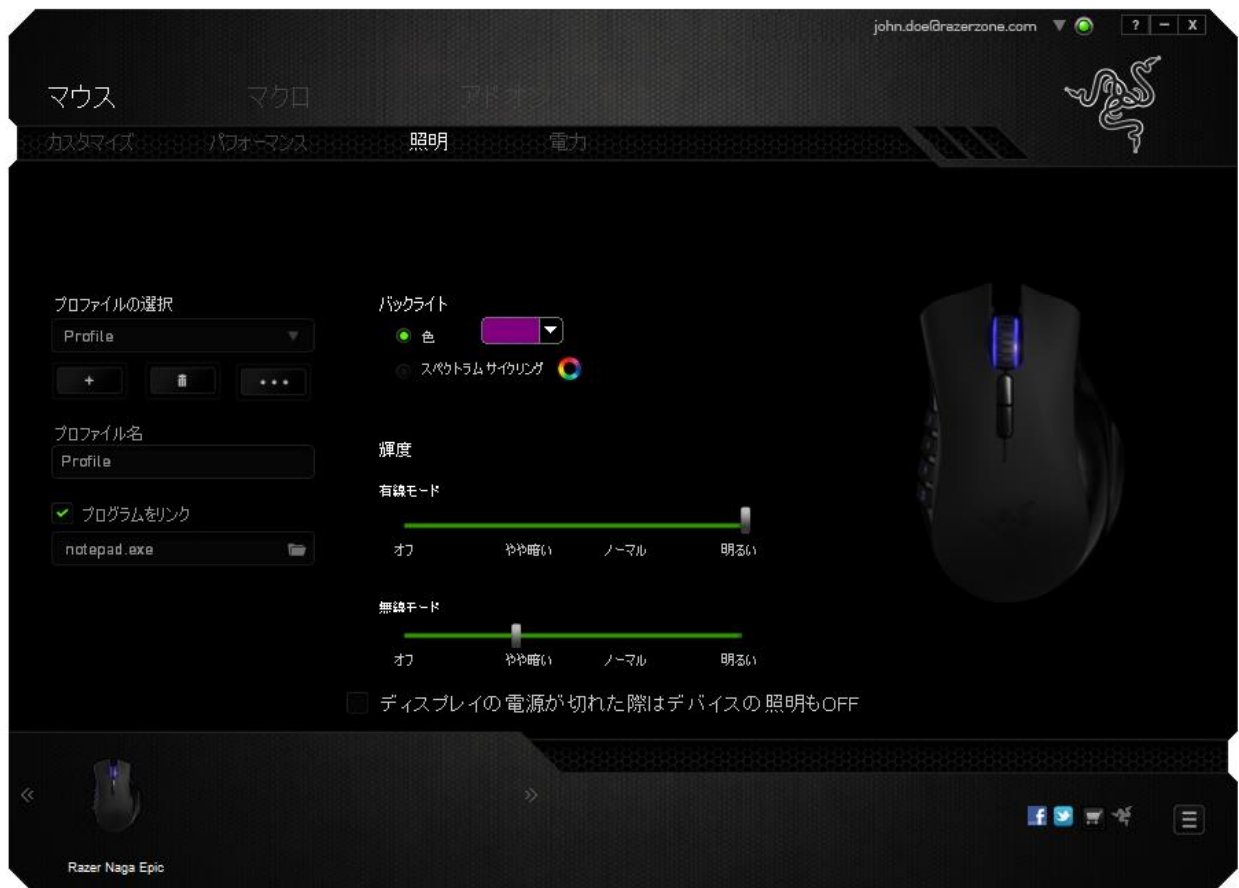 john.doe@razerzone.com ? - X
マウス マクロ アドオン
カスタマイズ パフォーマンス 照明 電力
プロファイルの選択
Profile
+ •••
プロファイル名
Profile
プログラムをリンク
notepad.exe
バックライト
色
スペクトラム サイクリング
輝度
有線モード
オフ やや暗い ノーマル 明るい
無線モード
オフ やや暗い ノーマル 明るい
ディスプレイの電源が切れた際はデバイスの照明もOFF
Razer Naga Epic